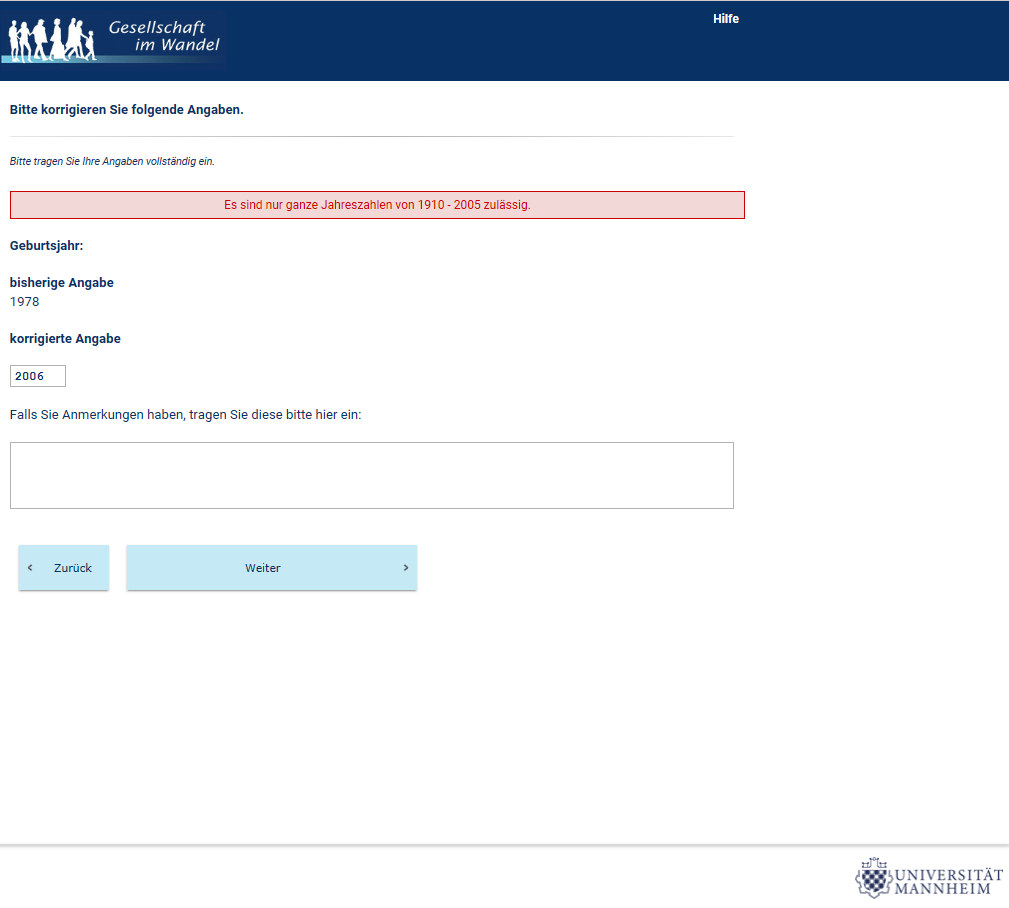 Gesellschaft
im Wandel
Hilfe
Bitte korrigieren Sie folgende Angaben.
Bitte tragen Sie Ihre Angaben vollständig ein.
Es sind nur ganze Jahreszahlen von 1910 - 2005 zulässig.
Geburtsjahr:
bisherige Angabe
1978
korrigierte Angabe
2006
Falls Sie Anmerkungen haben, tragen Sie diese bitte hier ein:
‹ Zurück
Weiter ›
UNIVERSITÄT
MANNHEIM